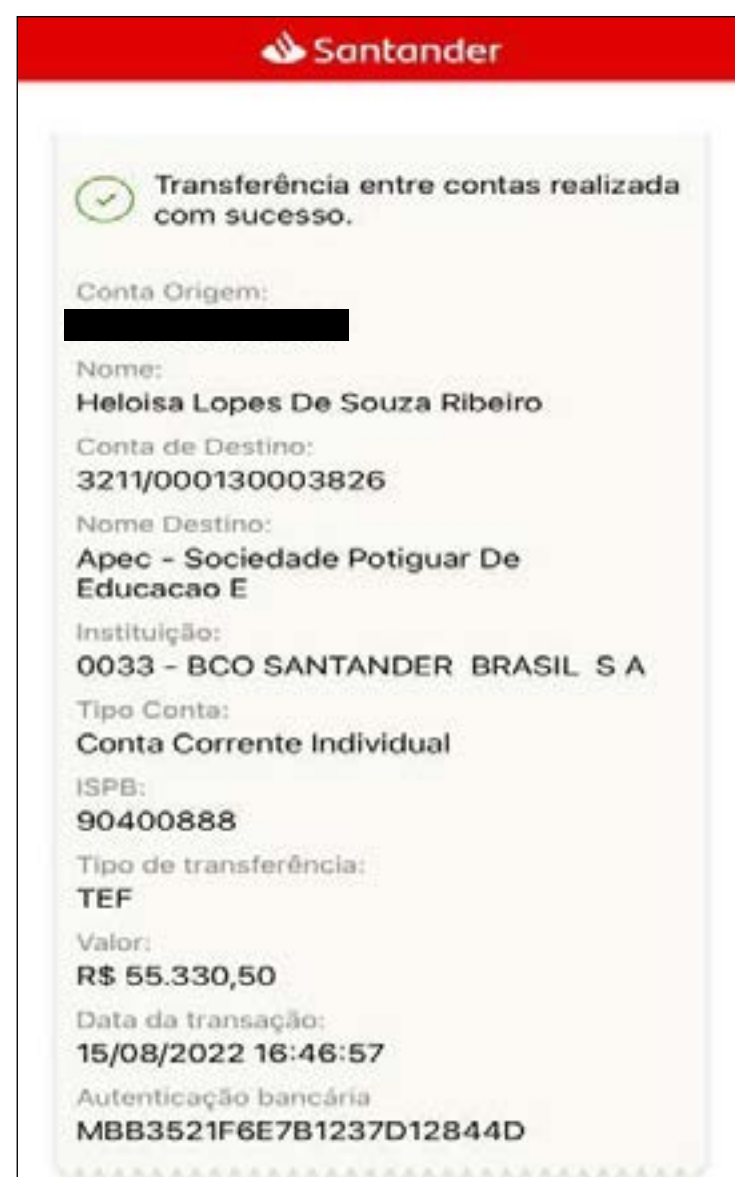 Santander
Transferência entre contas realizada
com sucesso.
Conta Origem:
Nome:
Heloisa Lopes De Souza Ribeiro
Conta de Destino:
3211/000130003826
Nome Destino:
Apec - Sociedade Potiguar De
Educacao E
Instituição:
0033 - BCO SANTANDER BRASIL S A
Tipo Conta:
Conta Corrente Individual
ISPB:
90400888
Tipo de transferência:
TEF
Valor:
R$ 55.330,50
Data da transação:
15/08/2022 16:46:57
Autenticação bancária
MBB3521F6E7B1237D12844D